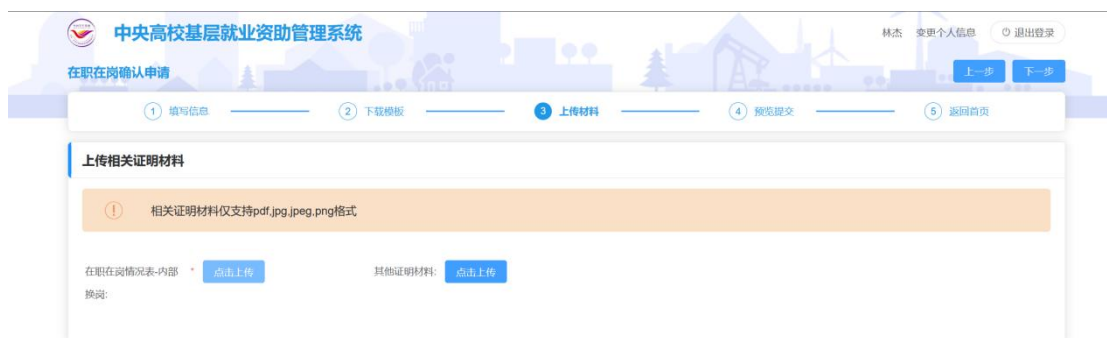 中央高校基层就业资助管理系统
林杰 变更个人信息 退出登录
在职在岗确认申请
上一步 下一步
1 填写信息 2 下载模板 3 上传材料 4 预览提交 5 返回首页
上传相关证明材料
! 相关证明材料仅支持pdf,jpg,jpeg,png格式
在职在岗情况表-内部 * 点击上传 其他证明材料: 点击上传
换岗: